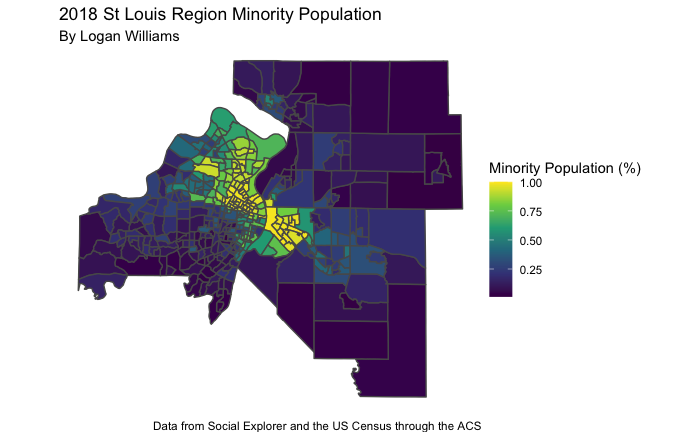 2018 St Louis Region Minority Population
By Logan Williams
Minority Population (%)
1.00
0.75
0.50
0.25
Data from Social Explorer and the US Census through the ACS